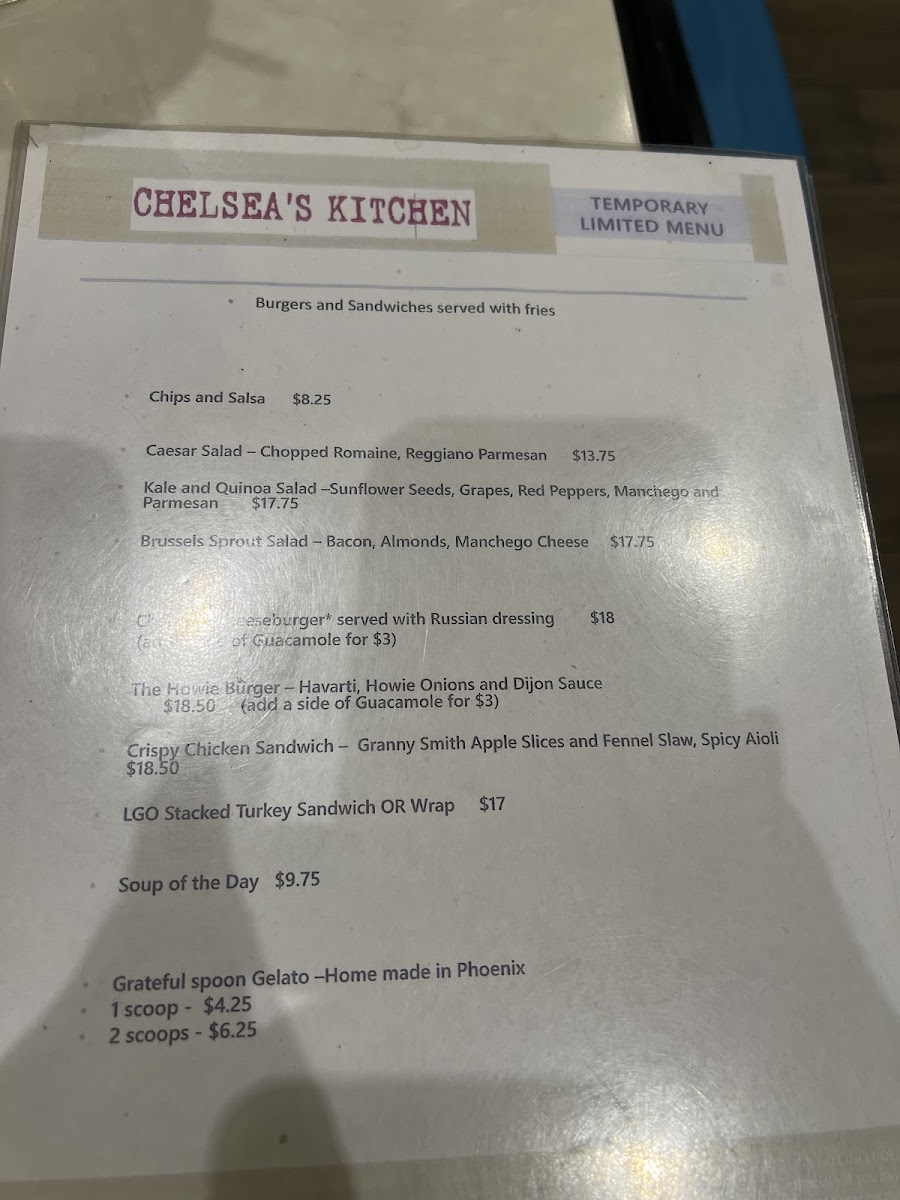 CHELSEA'S KITCHEN
TEMPORARY
LIMITED MENU
• Burgers and Sandwiches served with fries
• Chips and Salsa $8.25
• Caesar Salad – Chopped Romaine, Reggiano Parmesan $13.75
• Kale and Quinoa Salad –Sunflower Seeds, Grapes, Red Peppers, Manchego and
Parmesan $17.75
Brussels Sprout Salad – Bacon, Almonds, Manchego Cheese $17.75
served with Russian dressing $18
of Guacamole for $3)
The Howie Burger – Havarti, Howie Onions and Dijon Sauce
$18.50 (add a side of Guacamole for $3)
• Crispy Chicken Sandwich – Granny Smith Apple Slices and Fennel Slaw, Spicy Aioli
$18.50
• LGO Stacked Turkey Sandwich OR Wrap $17
• Soup of the Day $9.75
• Grateful spoon Gelato –Home made in Phoenix
• 1 scoop - $4.25
• 2 scoops - $6.25